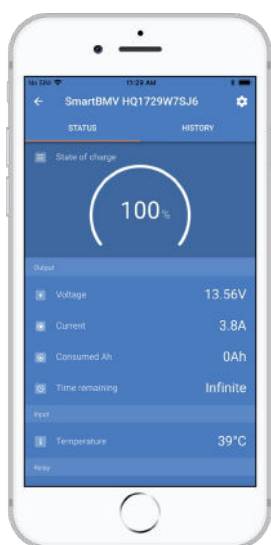 No SIM 11:23 AM
SmartBMV HQ1729W7SJ6
STATUS HISTORY
State of charge
100%
Output
Voltage 13.56V
Current 3.8A
Consumed Ah 0Ah
Time remaining Infinite
Input
Temperature 39°C
Relay